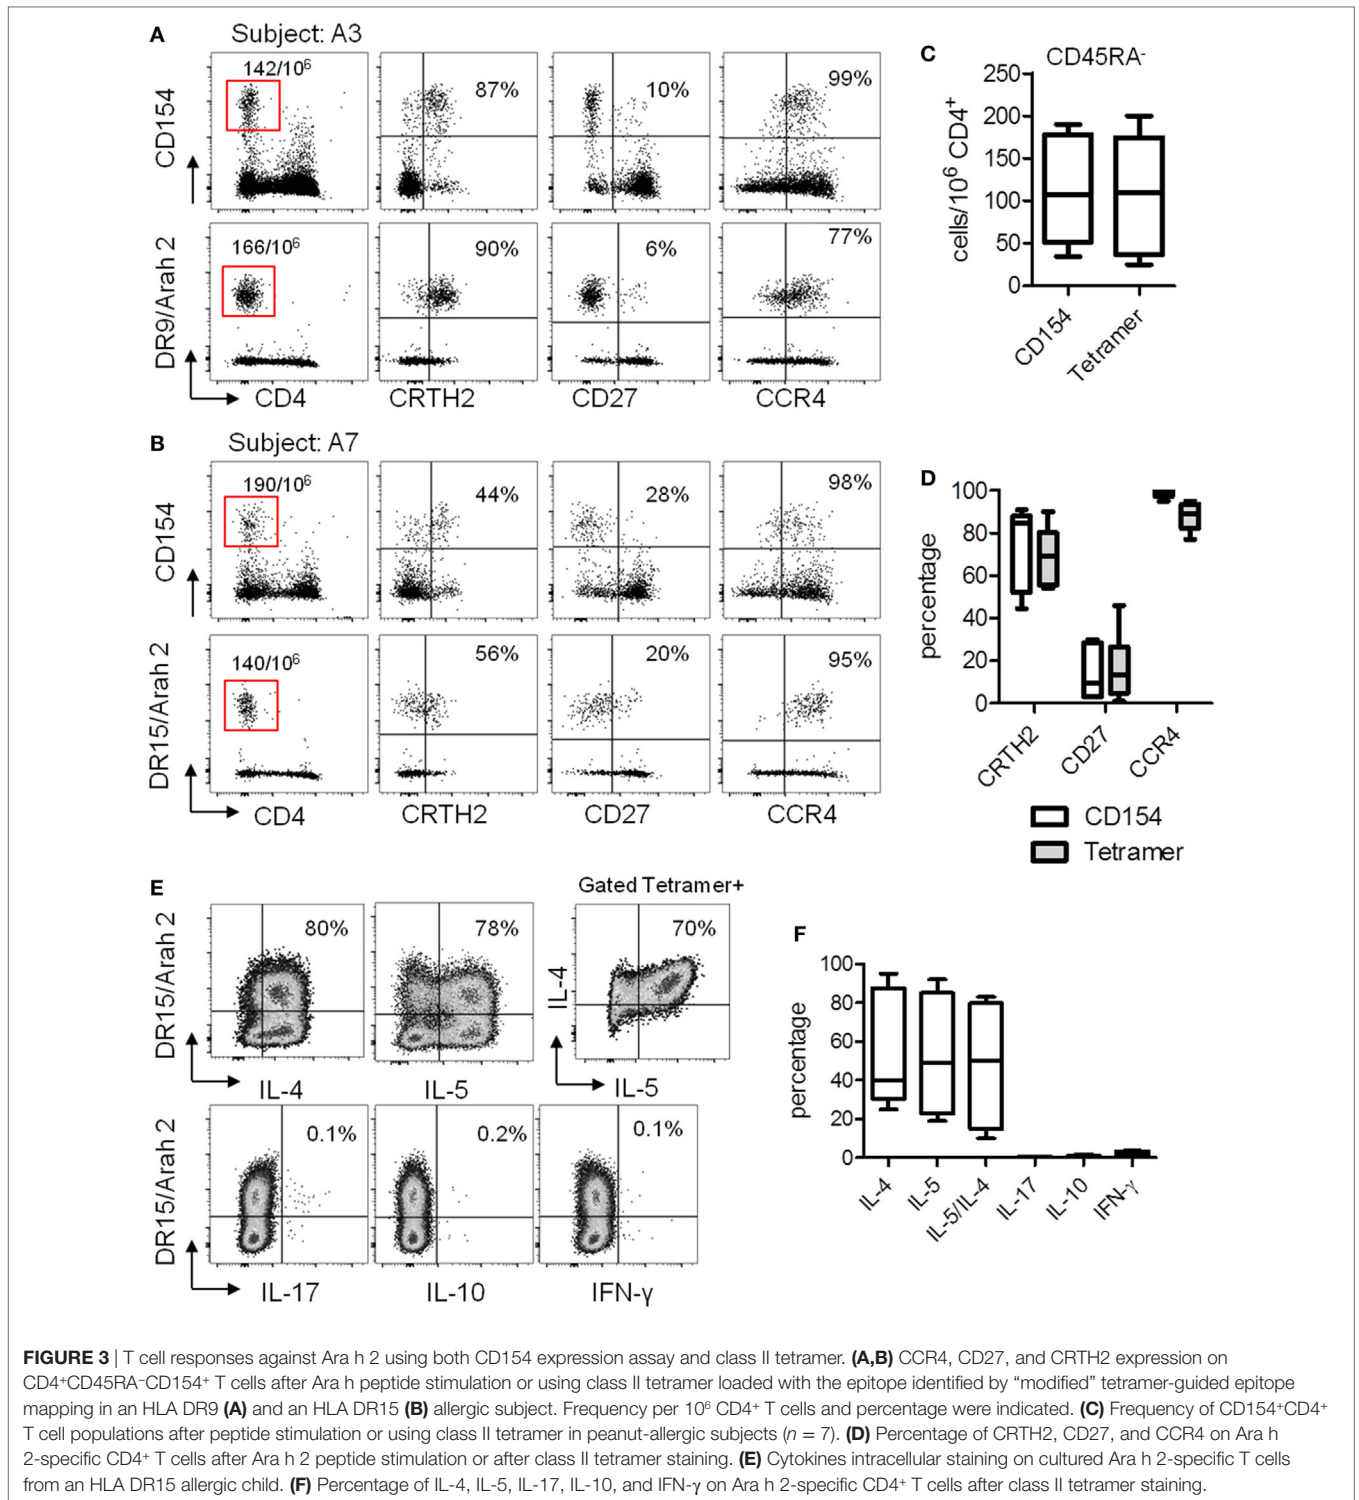 A
Subject: A3
142/10⁶
87%
10%
99%
CD154
166/10⁶
90%
6%
77%
DR9/Arah 2
CD4
CRTH2
CD27
CCR4
C
CD45RA⁻
250
200
150
100
50
0
cells/10⁶ CD4⁺
CD154
Tetramer
B
Subject: A7
190/10⁶
44%
28%
98%
CD154
140/10⁶
56%
20%
95%
DR15/Arah 2
CD4
CRTH2
CD27
CCR4
D
100
80
60
40
20
0
percentage
CRTH2
CD27
CCR4
CD154
Tetramer
E
Gated Tetramer+
80%
78%
70%
DR15/Arah 2
IL-4
IL-4
IL-5
IL-5
0.1%
0.2%
0.1%
DR15/Arah 2
IL-17
IL-10
IFN-γ
F
100
80
60
40
20
0
percentage
IL-4
IL-5
IL-5/IL-4
IL-17
IL-10
IFN-γ
FIGURE 3 | T cell responses against Ara h 2 using both CD154 expression assay and class II tetramer. (A,B) CCR4, CD27, and CRTH2 expression on
CD4⁺CD45RA⁻CD154⁺ T cells after Ara h peptide stimulation or using class II tetramer loaded with the epitope identified by “modified” tetramer-guided epitope
mapping in an HLA DR9 (A) and an HLA DR15 (B) allergic subject. Frequency per 10⁶ CD4⁺ T cells and percentage were indicated. (C) Frequency of CD154⁺CD4⁺
T cell populations after peptide stimulation or using class II tetramer in peanut-allergic subjects (n = 7). (D) Percentage of CRTH2, CD27, and CCR4 on Ara h
2-specific CD4⁺ T cells after Ara h 2 peptide stimulation or after class II tetramer staining. (E) Cytokines intracellular staining on cultured Ara h 2-specific T cells
from an HLA DR15 allergic child. (F) Percentage of IL-4, IL-5, IL-17, IL-10, and IFN-γ on Ara h 2-specific CD4⁺ T cells after class II tetramer staining.